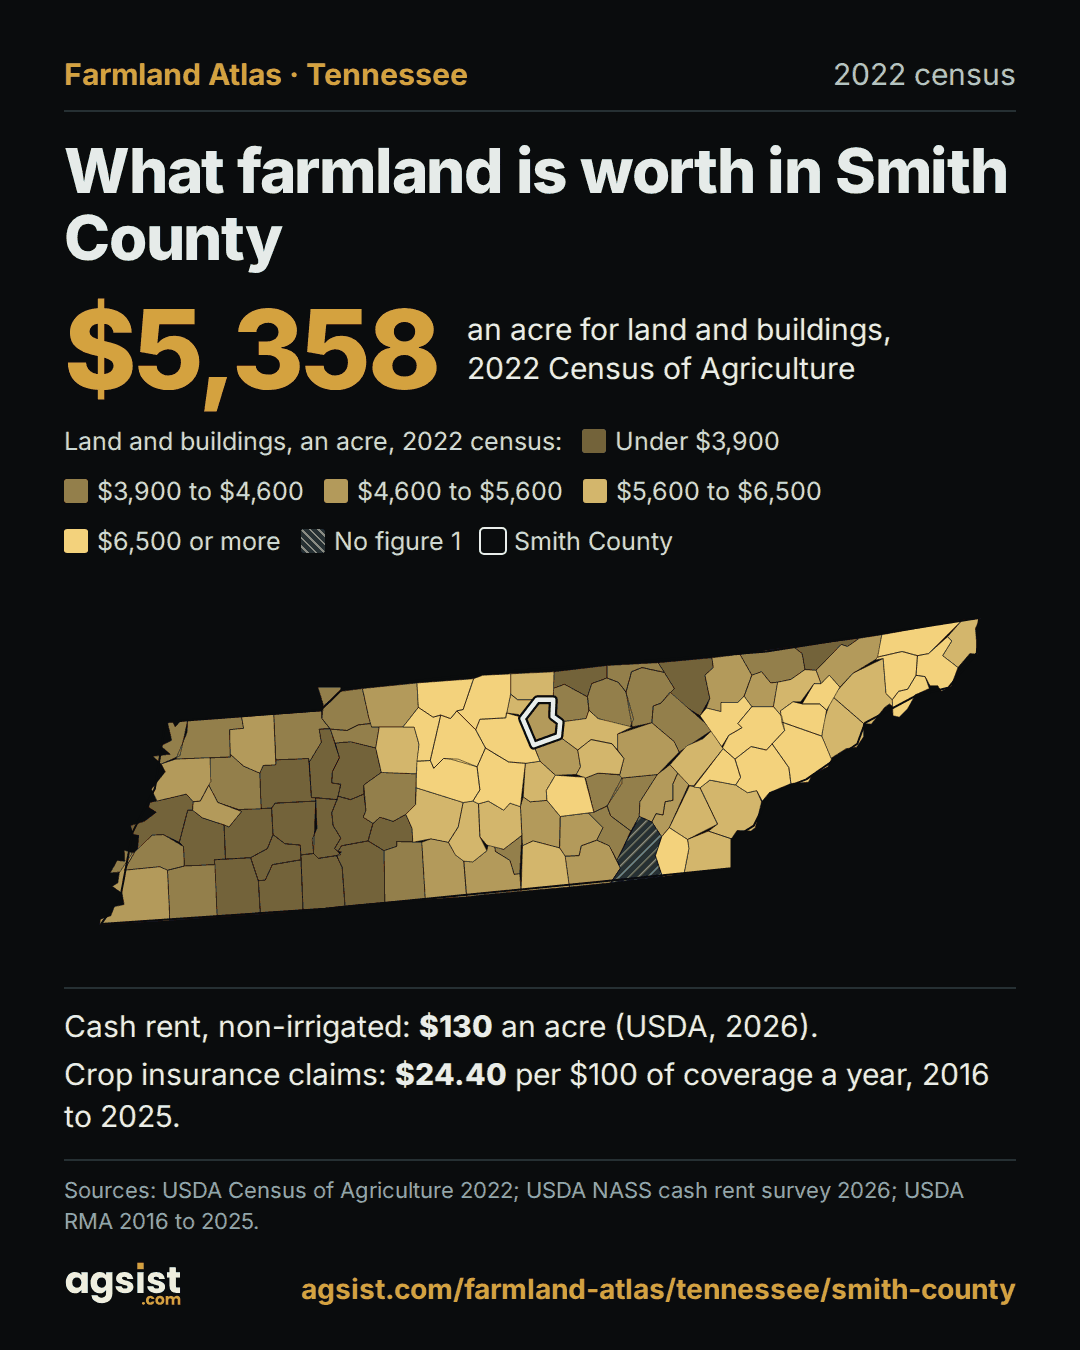 Farmland Atlas · Tennessee
2022 census
What farmland is worth in Smith
County
$5,358
an acre for land and buildings,
2022 Census of Agriculture
Land and buildings, an acre, 2022 census:
Under $3,900
$3,900 to $4,600
$4,600 to $5,600
$5,600 to $6,500
$6,500 or more
No figure 1
Smith County
Cash rent, non-irrigated: $130 an acre (USDA, 2026).
Crop insurance claims: $24.40 per $100 of coverage a year, 2016
to 2025.
Sources: USDA Census of Agriculture 2022; USDA NASS cash rent survey 2026; USDA
RMA 2016 to 2025.
agsist
.com
agsist.com/farmland-atlas/tennessee/smith-county